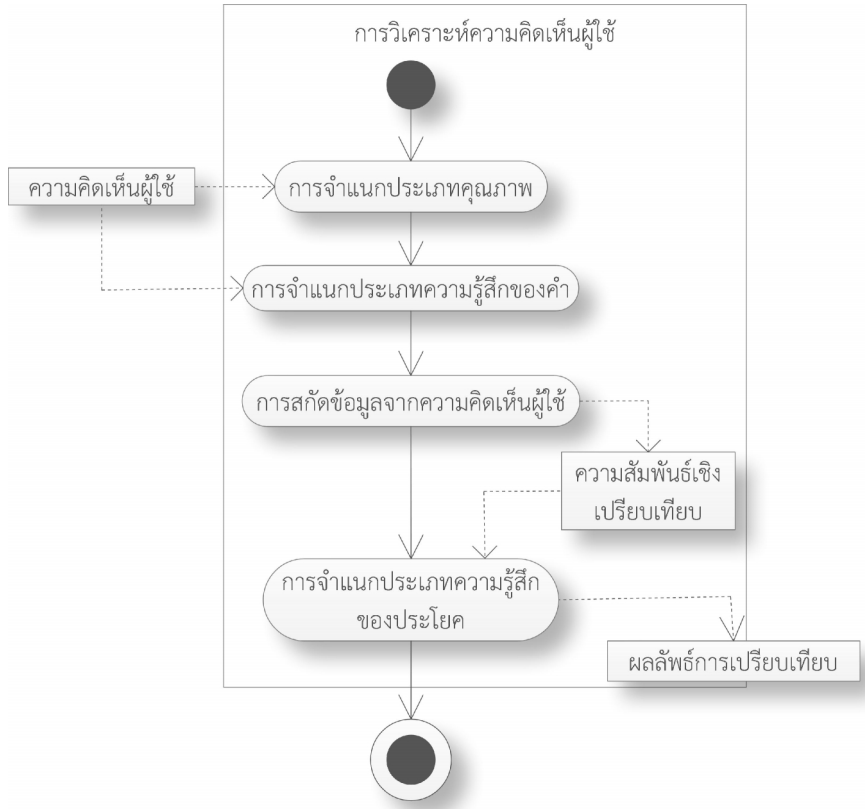 การวิเคราะห์ความคิดเห็นผู้ใช้
การจำแนกประเภทคุณภาพ
ความคิดเห็นผู้ใช้
การจำแนกประเภทความรู้สึกของคำ
การสกัดข้อมูลจากความคิดเห็นผู้ใช้
ความสัมพันธ์เชิง
เปรียบเทียบ
การจำแนกประเภทความรู้สึก
ของประโยค
ผลลัพธ์การเปรียบเทียบ